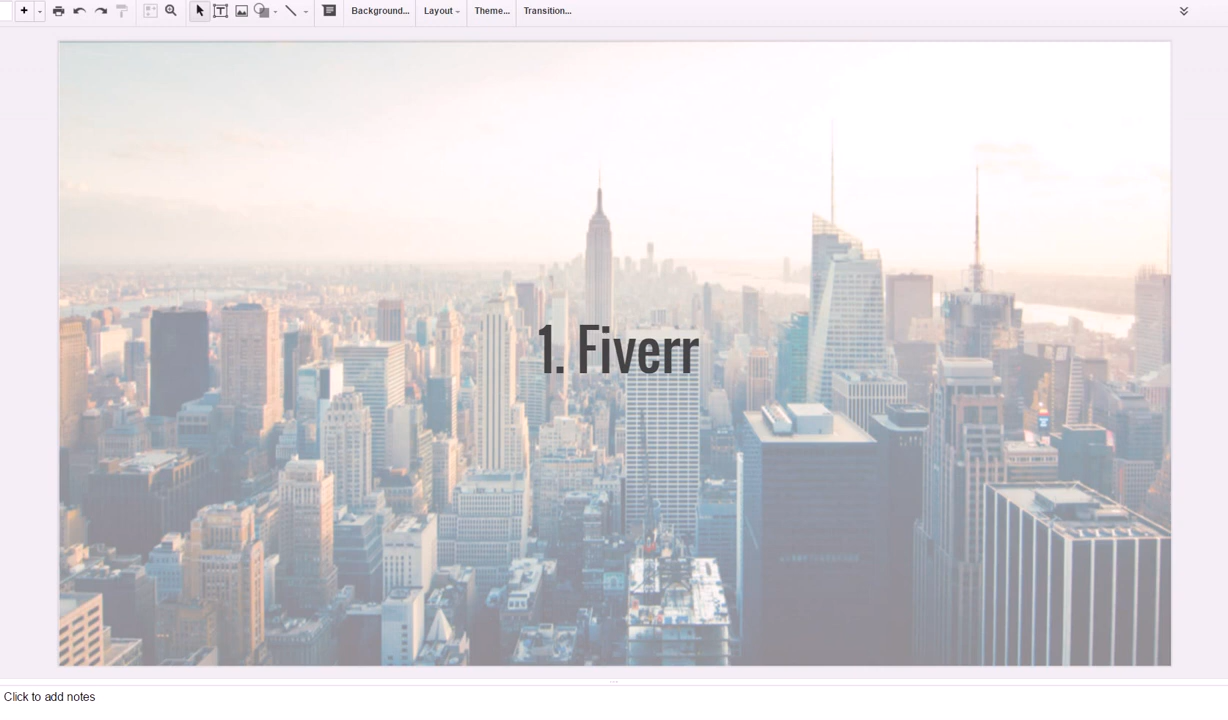 Background... Layout Theme... Transition...
1. Fiverr
Click to add notes